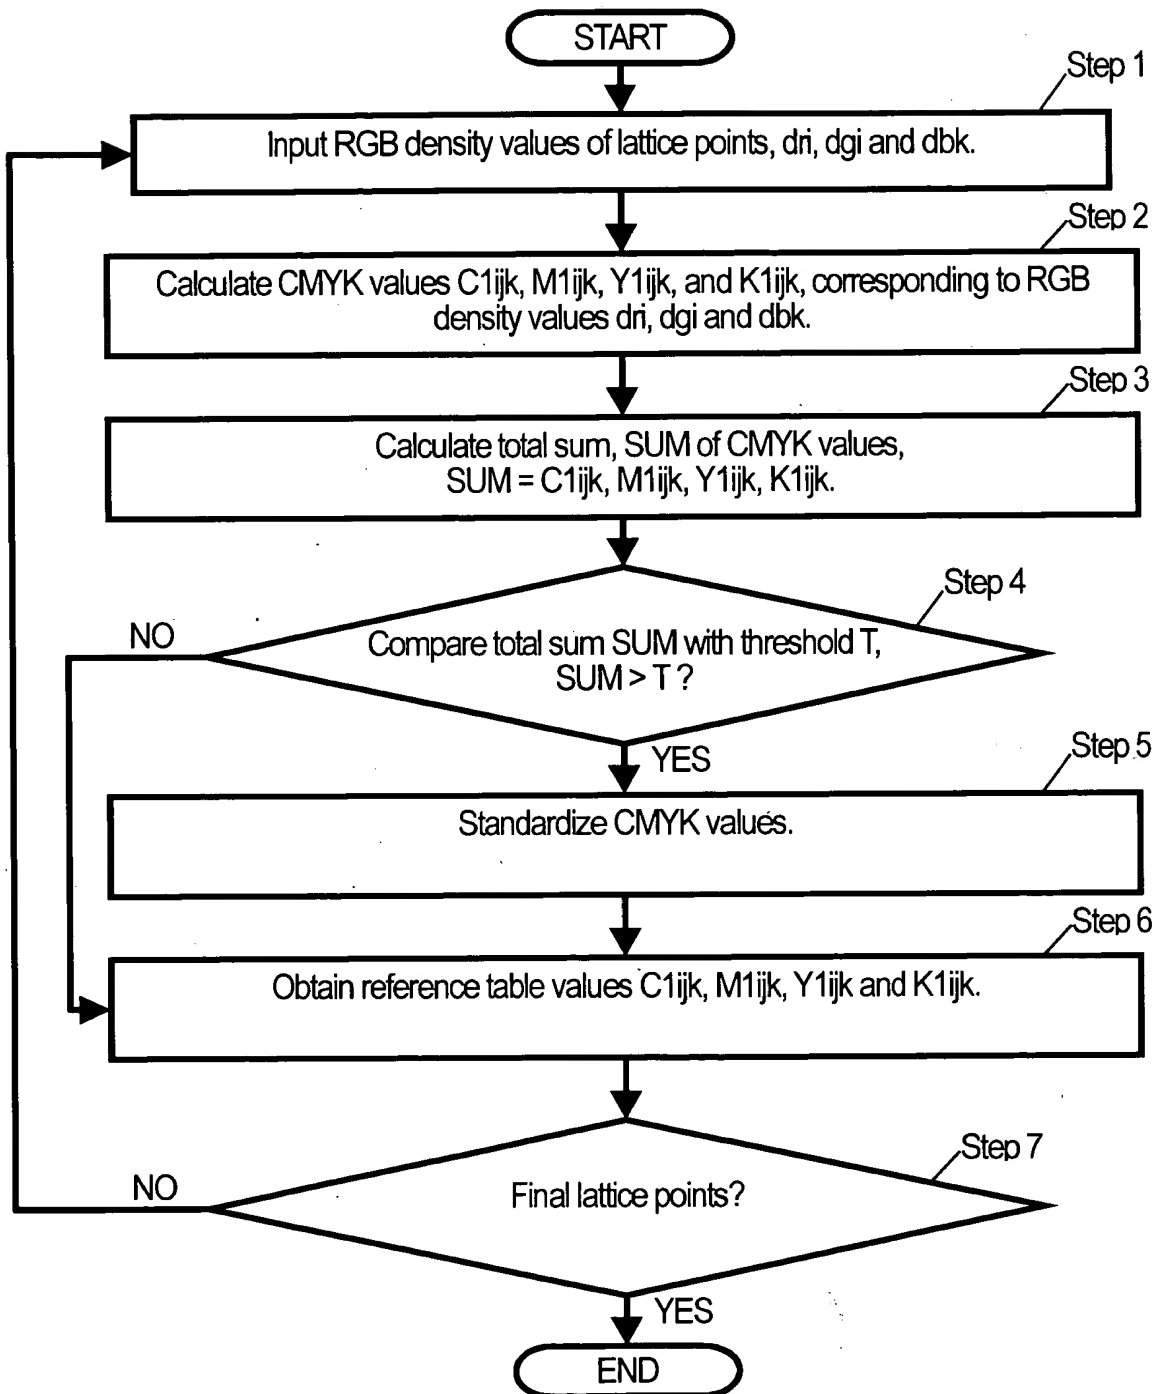 START
Step 1
Input RGB density values of lattice points, dri, dgi and dbk.
Step 2
Calculate CMYK values C1ijk, M1ijk, Y1ijk, and K1ijk, corresponding to RGB
density values dri, dgi and dbk.
Step 3
Calculate total sum, SUM of CMYK values,
SUM = C1ijk, M1ijk, Y1ijk, K1ijk.
Step 4
NO
Compare total sum SUM with threshold T,
SUM > T ?
YES
Step 5
Standardize CMYK values.
Step 6
Obtain reference table values C1ijk, M1ijk, Y1ijk and K1ijk.
Step 7
NO
Final lattice points?
YES
END